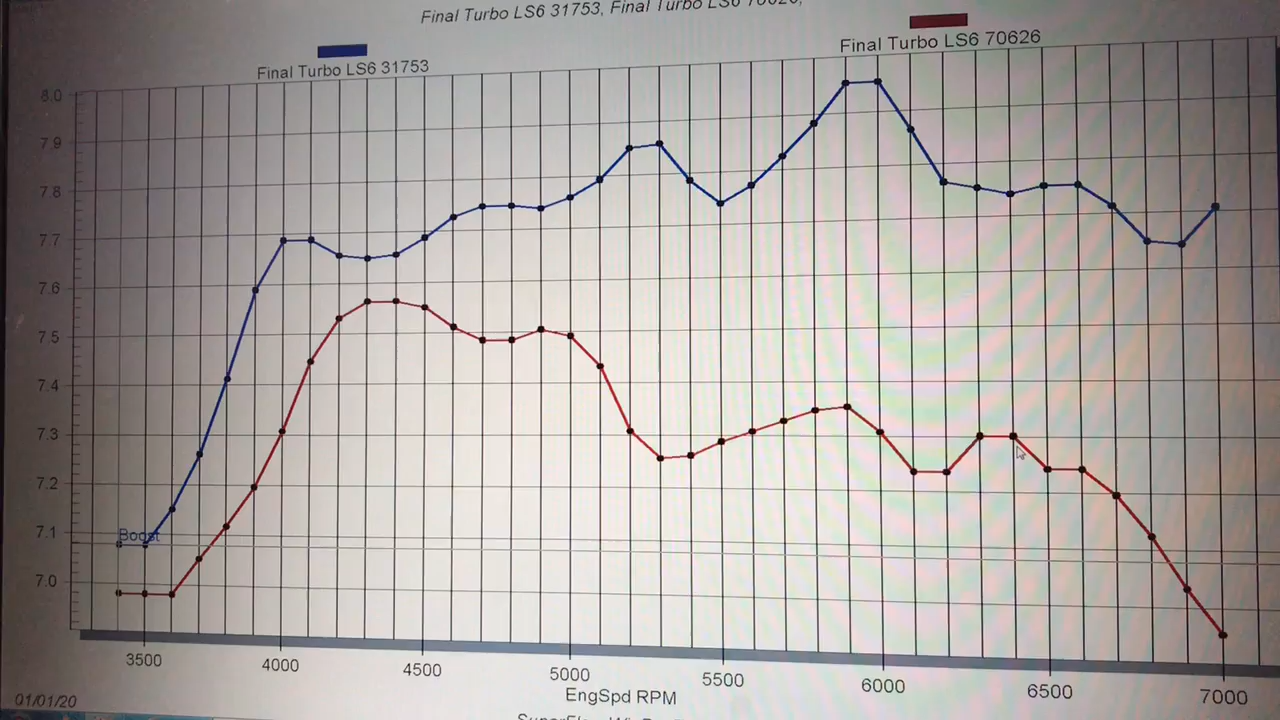 Final Turbo LS6 31753, Final Turbo LS6 70626,
Final Turbo LS6 31753
Final Turbo LS6 70626
8.0
7.9
7.8
7.7
7.6
7.5
7.4
7.3
7.2
7.1
7.0
Boost
3500 4000 4500 5000 5500 6000 6500 7000
EngSpd RPM
01/01/20